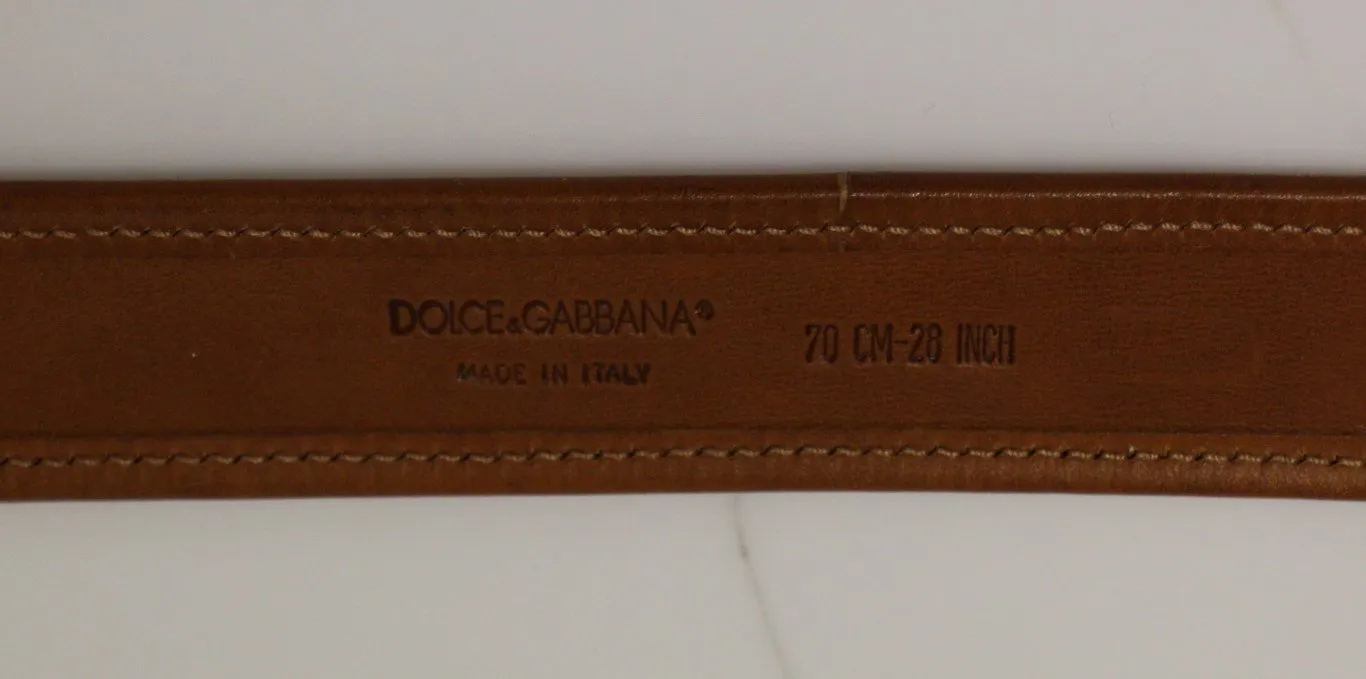 DOLCE&GABBANA®
MADE IN ITALY
70 CM-28 INCH